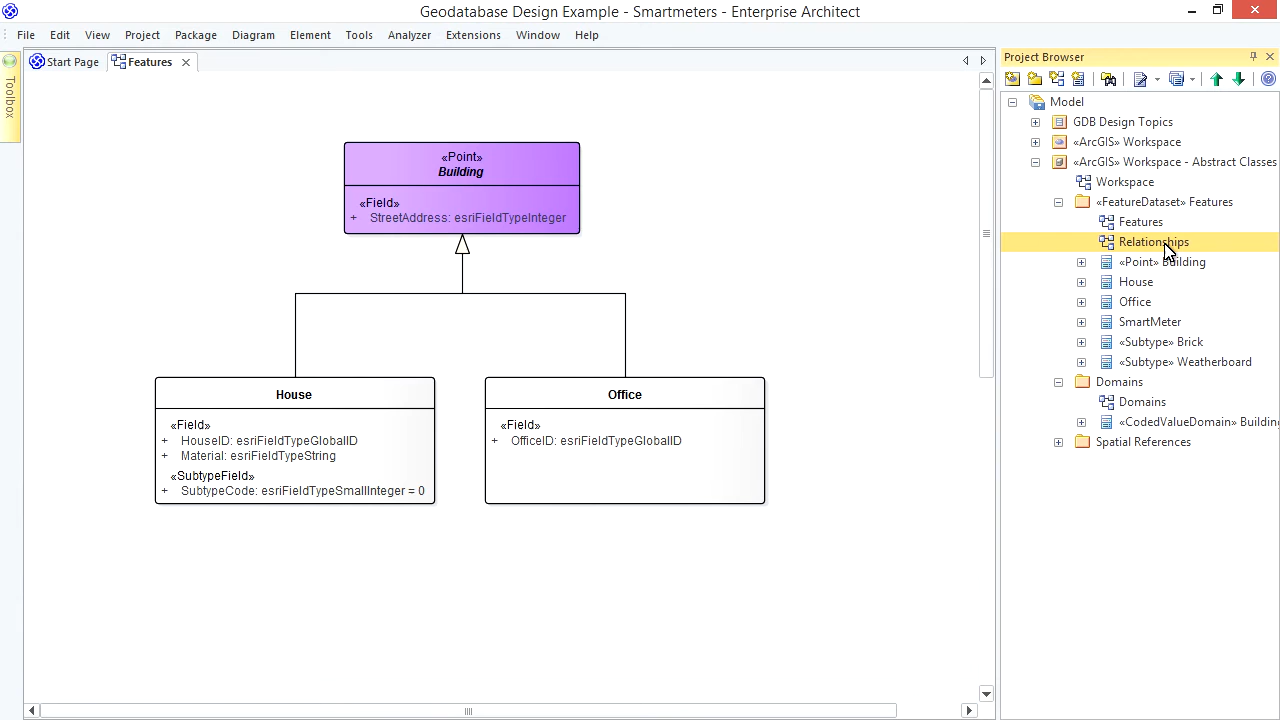 Geodatabase Design Example - Smartmeters - Enterprise Architect
File Edit View Project Package Diagram Element Tools Analyzer Extensions Window Help
Toolbox
Start Page
Features
«Point»
Building
«Field»
+ StreetAddress: esriFieldTypeInteger
House
«Field»
+ HouseID: esriFieldTypeGlobalID
+ Material: esriFieldTypeString
«SubtypeField»
+ SubtypeCode: esriFieldTypeSmallInteger = 0
Office
«Field»
+ OfficeID: esriFieldTypeGlobalID
Project Browser
Model
GDB Design Topics
«ArcGIS» Workspace
«ArcGIS» Workspace - Abstract Classes
Workspace
«FeatureDataset» Features
Features
Relationships
«Point» Building
House
Office
SmartMeter
«Subtype» Brick
«Subtype» Weatherboard
Domains
Domains
«CodedValueDomain» Building
Spatial References